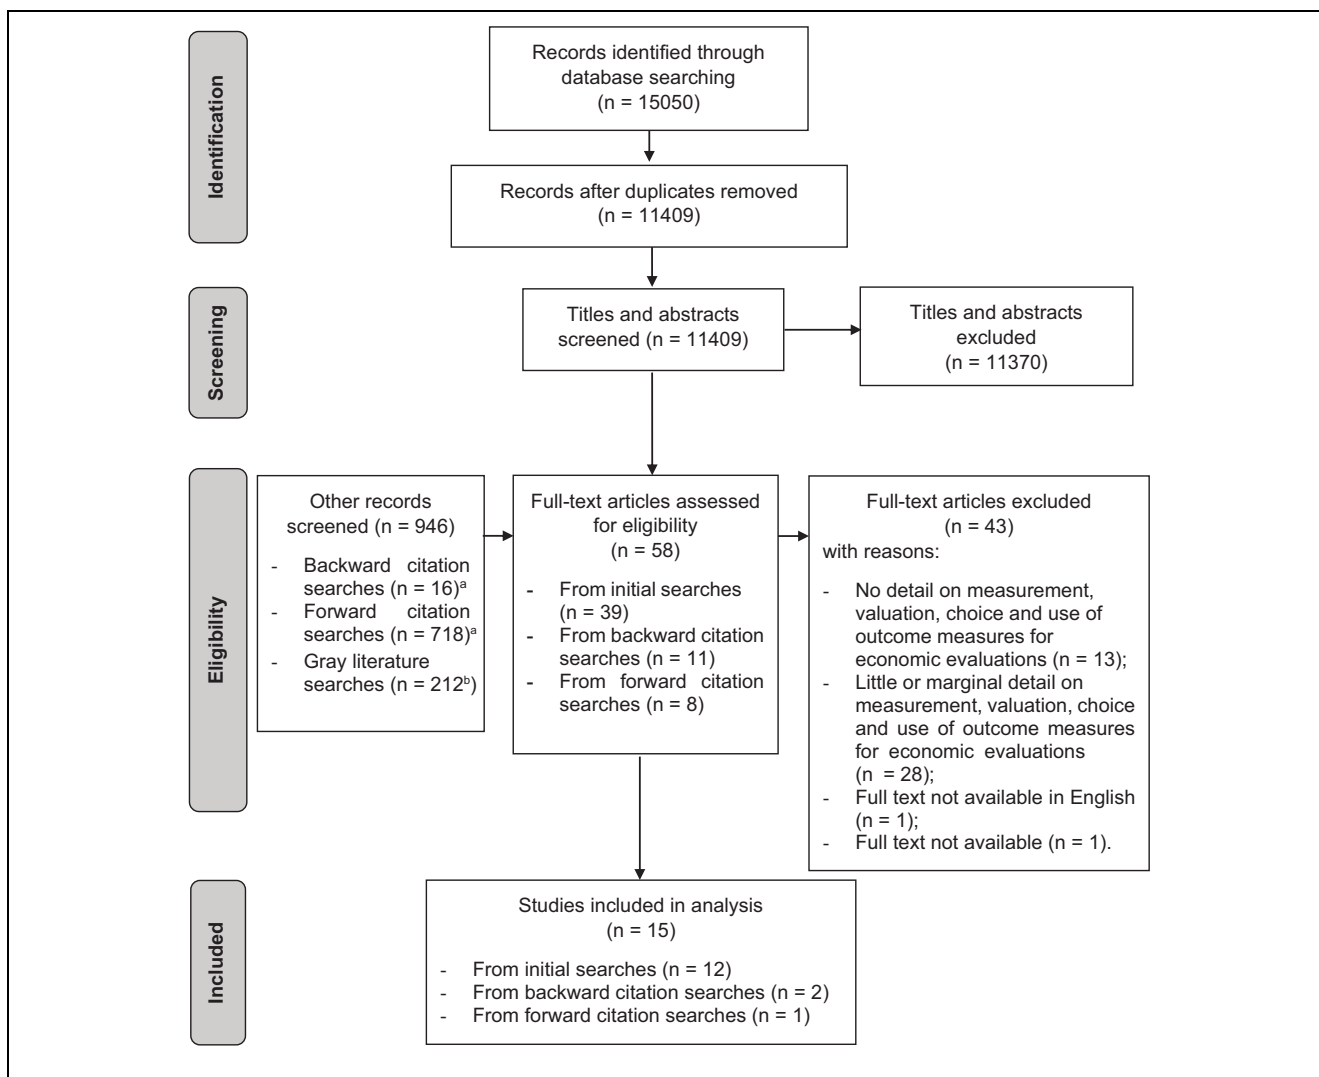 Identification
Records identified through
database searching
(n = 15050)
Records after duplicates removed
(n = 11409)
Screening
Titles and abstracts
screened (n = 11409)
Titles and abstracts
excluded
(n = 11370)
Eligibility
Other records
screened (n = 946)
- Backward citation
searches (n = 16)ᵃ
- Forward citation
searches (n = 718)ᵃ
- Gray literature
searches (n = 212ᵇ)
Full-text articles assessed
for eligibility
(n = 58)
- From initial searches
(n = 39)
- From backward citation
searches (n = 11)
- From forward citation
searches (n = 8)
Full-text articles excluded
(n = 43)
with reasons:
- No detail on measurement,
valuation, choice and use of
outcome measures for
economic evaluations (n = 13);
- Little or marginal detail on
measurement, valuation, choice
and use of outcome measures
for economic evaluations
(n = 28);
- Full text not available in English
(n = 1);
- Full text not available (n = 1).
Included
Studies included in analysis
(n = 15)
- From initial searches (n = 12)
- From backward citation searches (n = 2)
- From forward citation searches (n = 1)